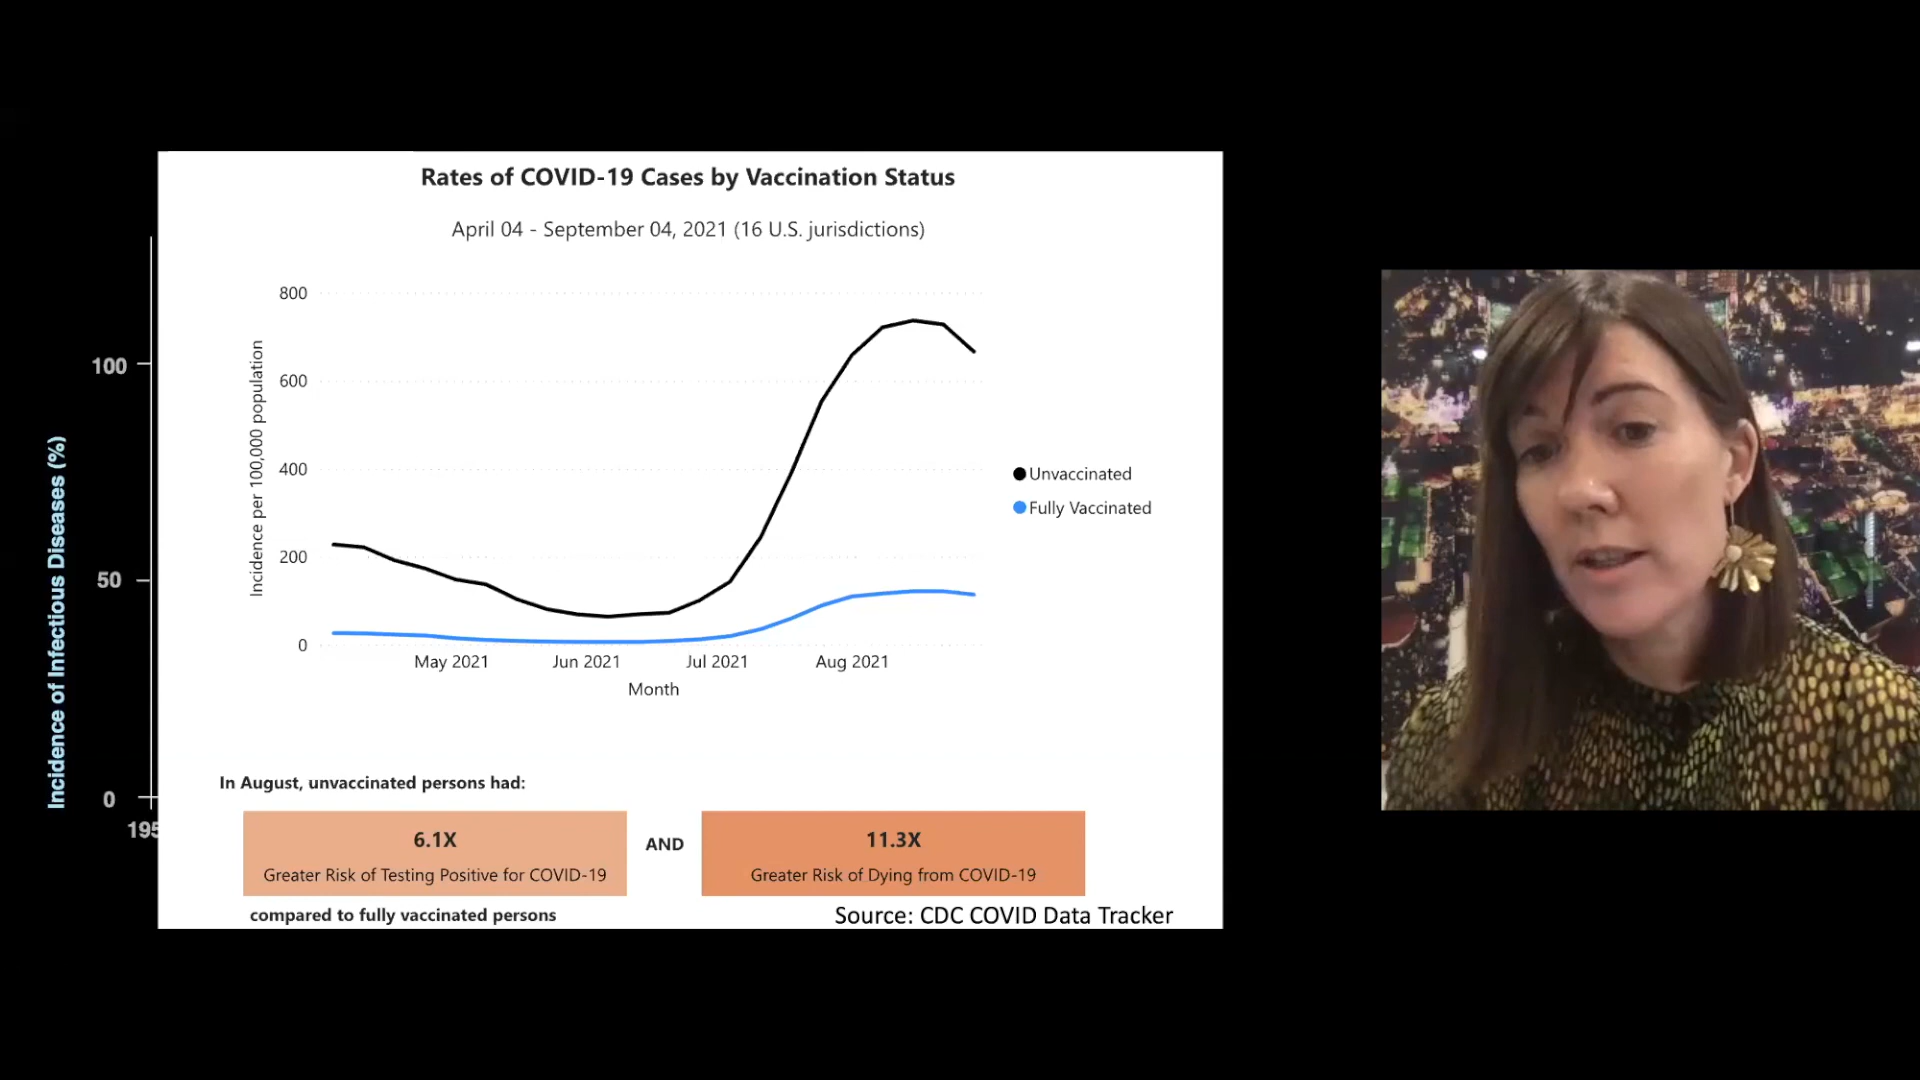 Rates of COVID-19 Cases by Vaccination Status
April 04 - September 04, 2021 (16 U.S. jurisdictions)
Incidence of Infectious Diseases (%)
100
50
0
195
Incidence per 100,000 population
800
600
400
200
0
May 2021
Jun 2021
Jul 2021
Aug 2021
Month
Unvaccinated
Fully Vaccinated
In August, unvaccinated persons had:
6.1X
Greater Risk of Testing Positive for COVID-19
AND
11.3X
Greater Risk of Dying from COVID-19
compared to fully vaccinated persons
Source: CDC COVID Data Tracker